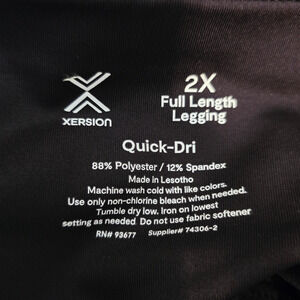 XERSION
2X
Full Length
Legging
Quick-Dri
88% Polyester / 12% Spandex
Made in Lesotho
Machine wash cold with like colors.
Use only non-chlorine bleach when needed.
Tumble dry low. Iron on lowest
setting as needed. Do not use fabric softener
RN# 93677 Supplier# 74306-2